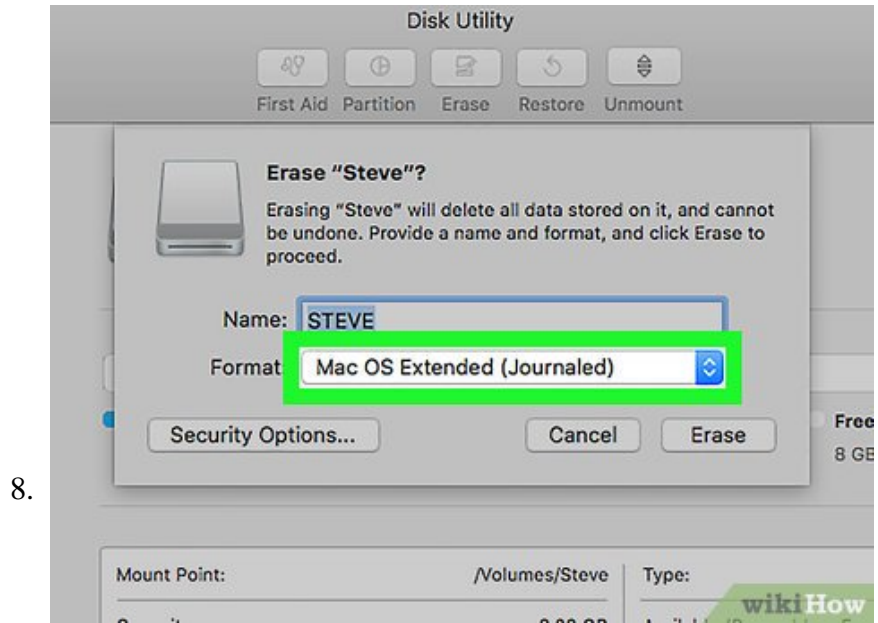 Disk Utility
First Aid Partition Erase Restore Unmount
Erase "Steve"?
Erasing "Steve" will delete all data stored on it, and cannot
be undone. Provide a name and format, and click Erase to
proceed.
Name: STEVE
Format: Mac OS Extended (Journaled)
Security Options... Cancel Erase
Free
8 GB
8.
Mount Point: /Volumes/Steve Type:
wikiHow